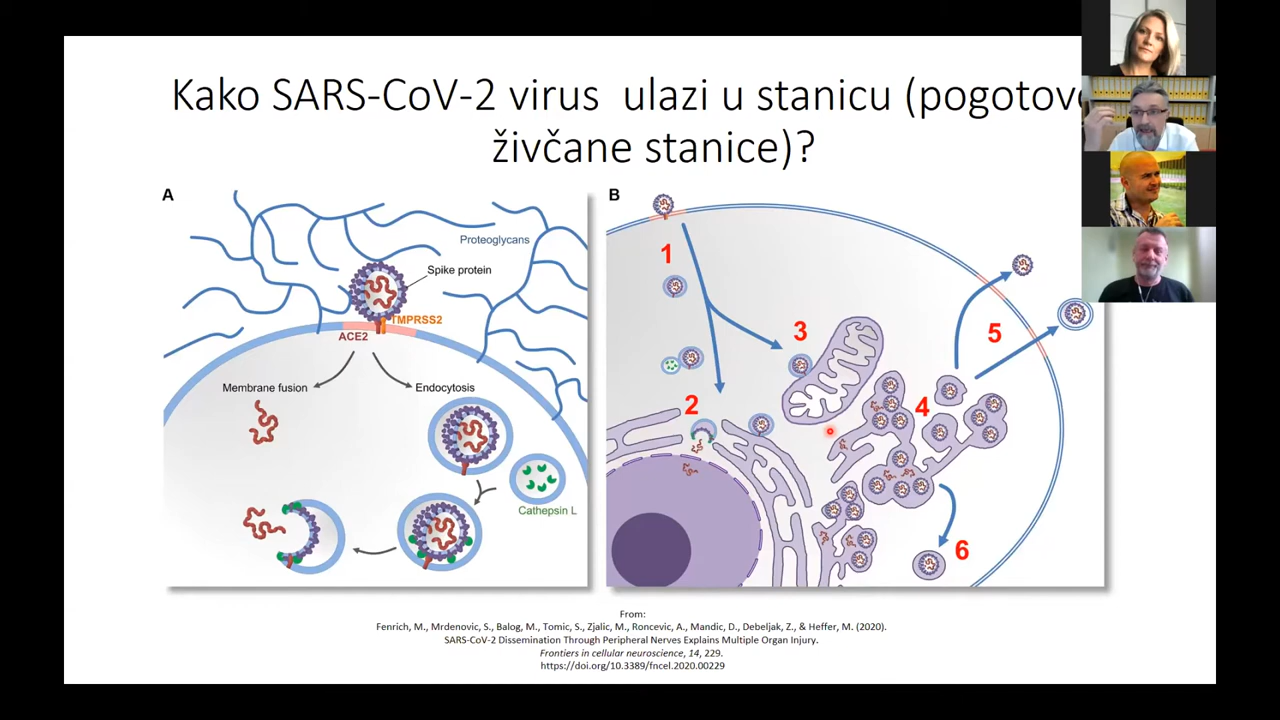 Kako SARS-CoV-2 virus ulazi u stanicu (pogotovo
živčane stanice)?
A
Proteoglycans
Spike protein
TMPRSS2
ACE2
Membrane fusion
Endocytosis
Cathepsin L
B
1
2
3
4
5
6
From:
Fenrich, M., Mrdenovic, S., Balog, M., Tomic, S., Zjalic, M., Roncevic, A., Mandic, D., Debeljak, Z., & Heffer, M. (2020).
SARS-CoV-2 Dissemination Through Peripheral Nerves Explains Multiple Organ Injury.
Frontiers in cellular neuroscience, 14, 229.
https://doi.org/10.3389/fncel.2020.00229